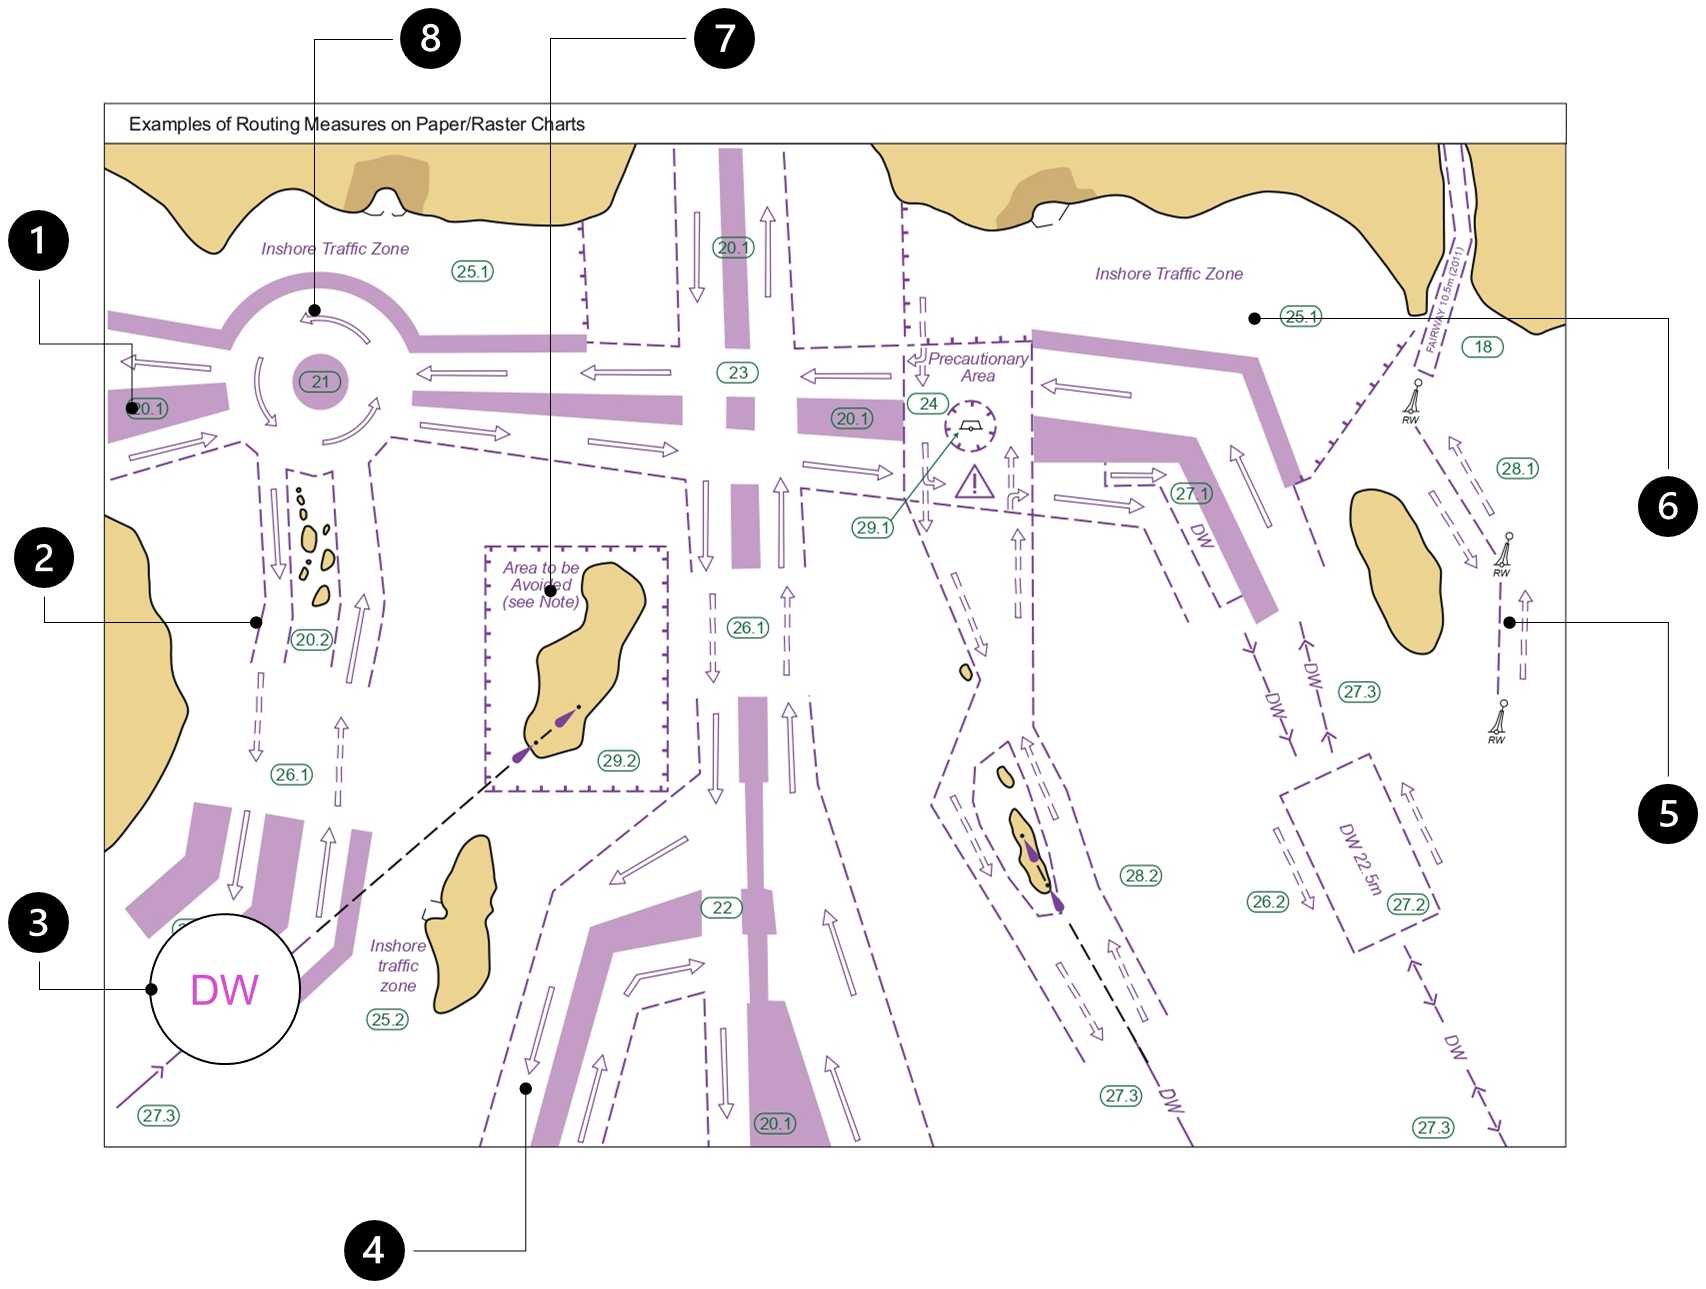 8
7
Examples of Routing Measures on Paper/Raster Charts
1
Inshore Traffic Zone
25.1
20.1
Inshore Traffic Zone
25.1
FAIRWAY 10.5m (2011)
18
6
Precautionary
Area
21
23
20.1
20.1
24
RW
28.1
27.1
29.1
DW
2
Area to be
Avoided
(see Note)
RW
20.2
26.1
DW
27.3
DW
5
RW
29.2
26.1
DW 22.5m
28.2
26.2
27.2
22
3
DW
Inshore
traffic
zone
25.2
DW
27.3
27.3
DW
20.1
27.3
4